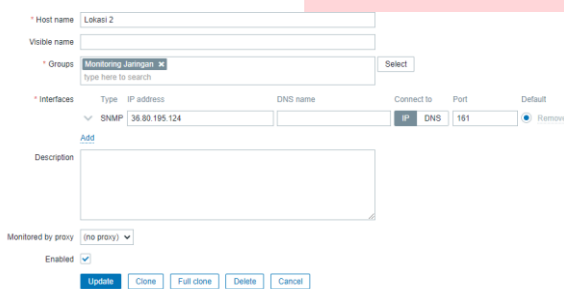 * Host name Lokasi 2
Visible name
* Groups Monitoring Jaringan ✖ Select
type here to search
* Interfaces Type IP address DNS name Connect to Port Default
SNMP 36.80.195.124 IP DNS 161 Remove
Add
Description
Monitored by proxy (no proxy)
Enabled
Update Clone Full clone Delete Cancel